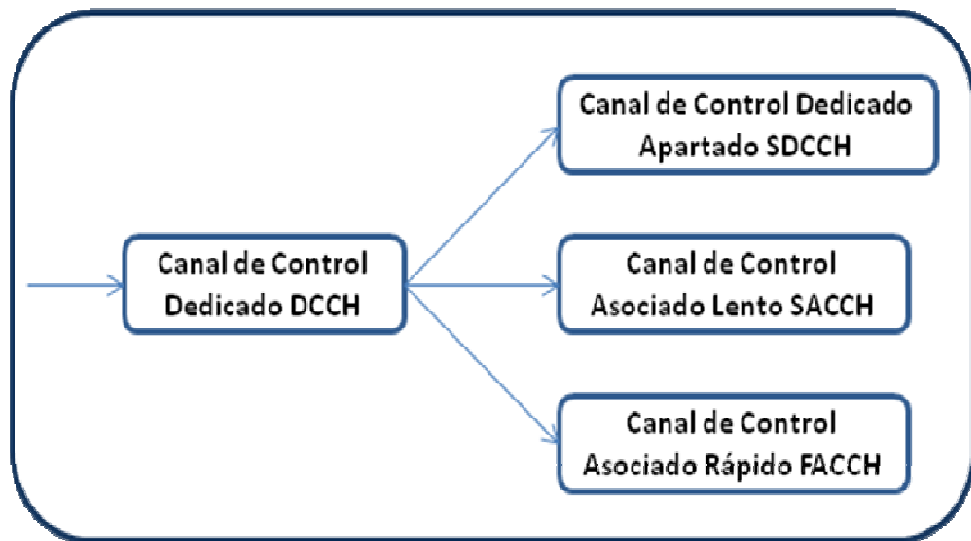 Canal de Control Dedicado
Apartado SDCCH
Canal de Control
Dedicado DCCH
Canal de Control
Asociado Lento SACCH
Canal de Control
Asociado Rápido FACCH